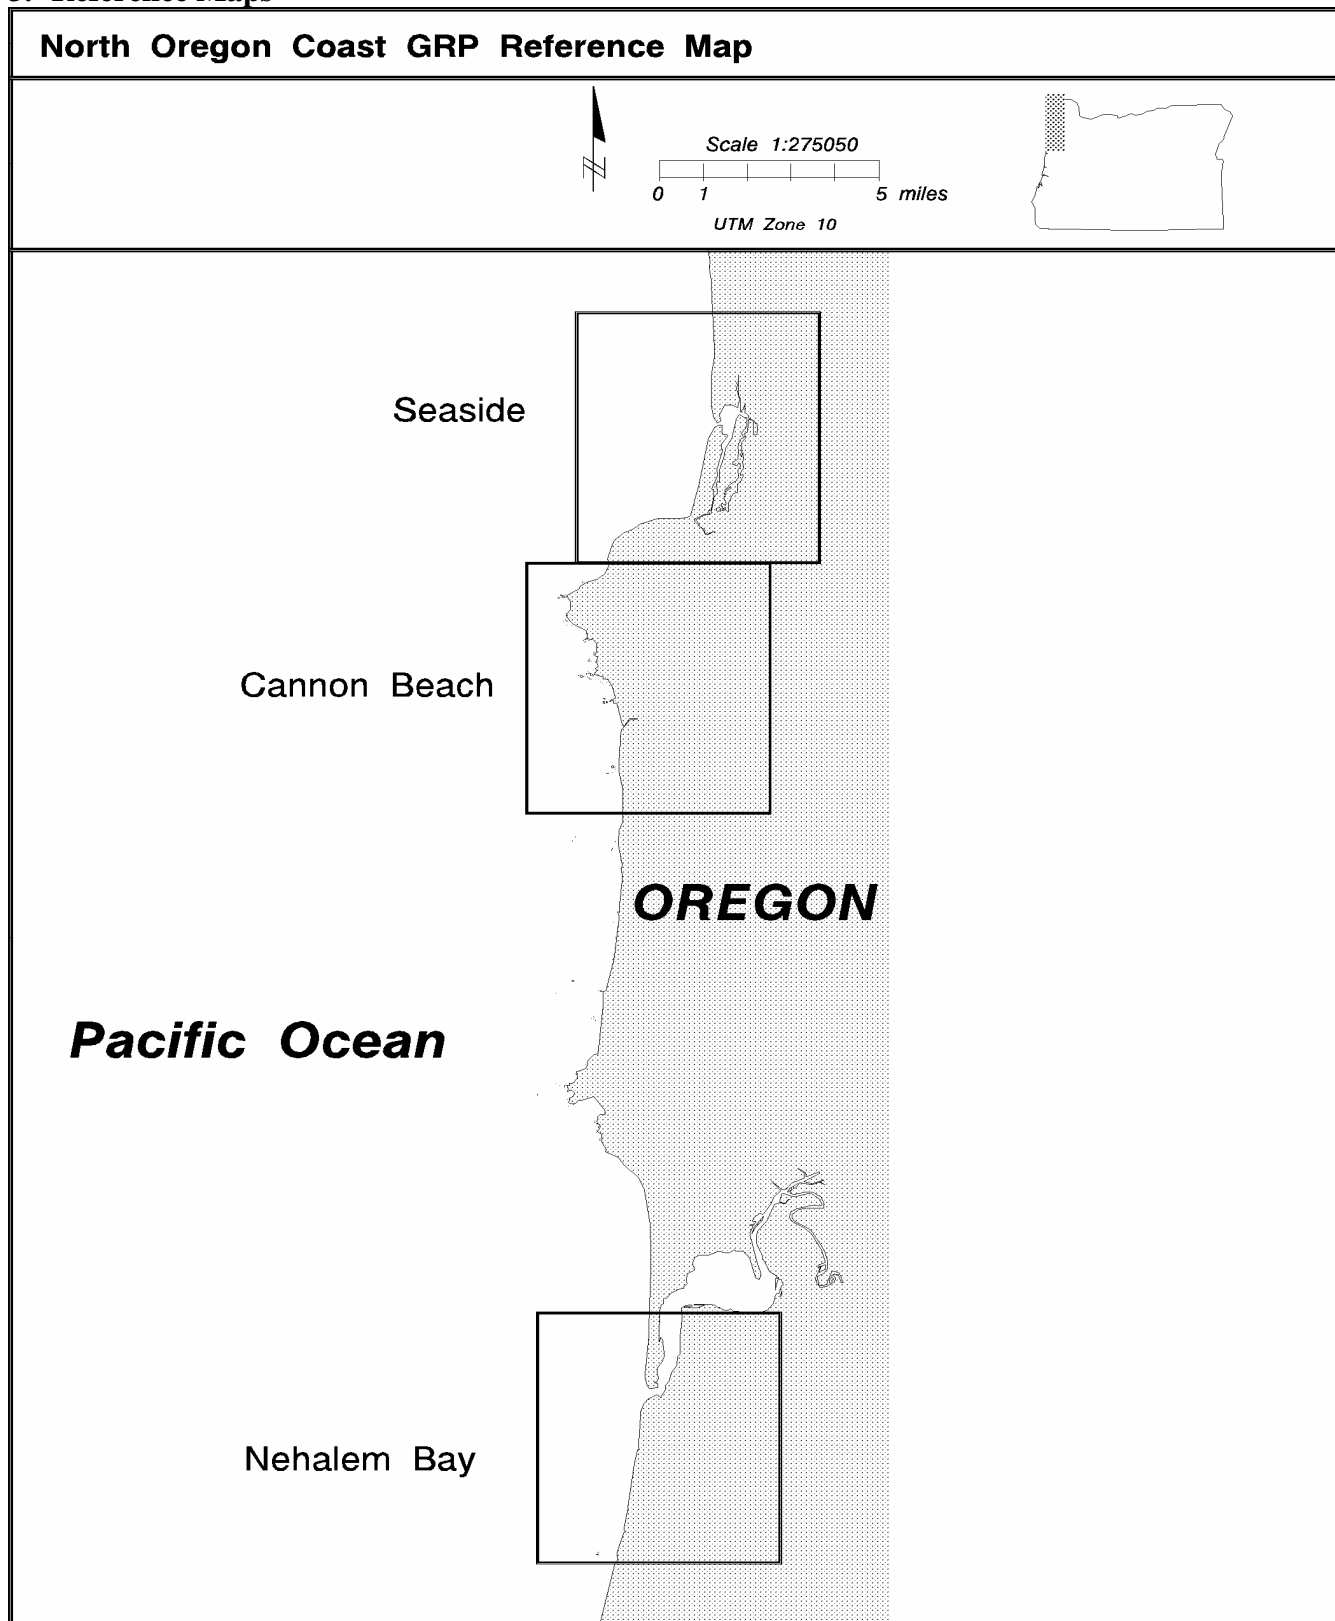 North Oregon Coast GRP Reference Map
N
Scale 1:275050
0 1 5 miles
UTM Zone 10
Seaside
Cannon Beach
OREGON
Pacific Ocean
Nehalem Bay